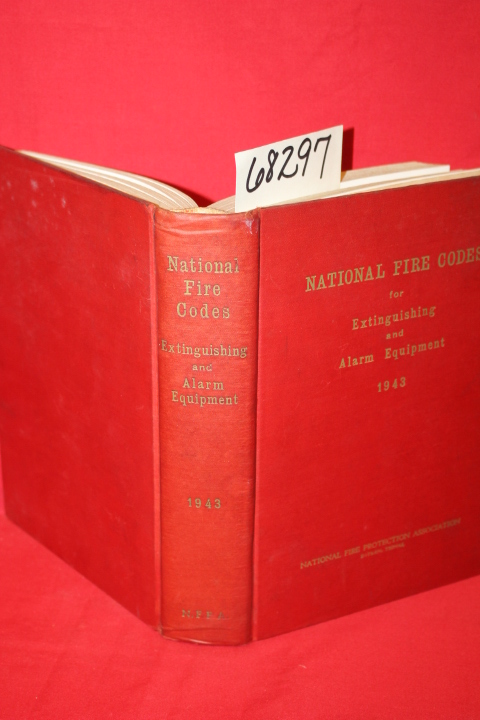 68297
National
Fire
Codes
Extinguishing
and
Alarm
Equipment
1943
N.F.P.A.
NATIONAL FIRE CODES
for
Extinguishing
and
Alarm Equipment
1943
NATIONAL FIRE PROTECTION ASSOCIATION